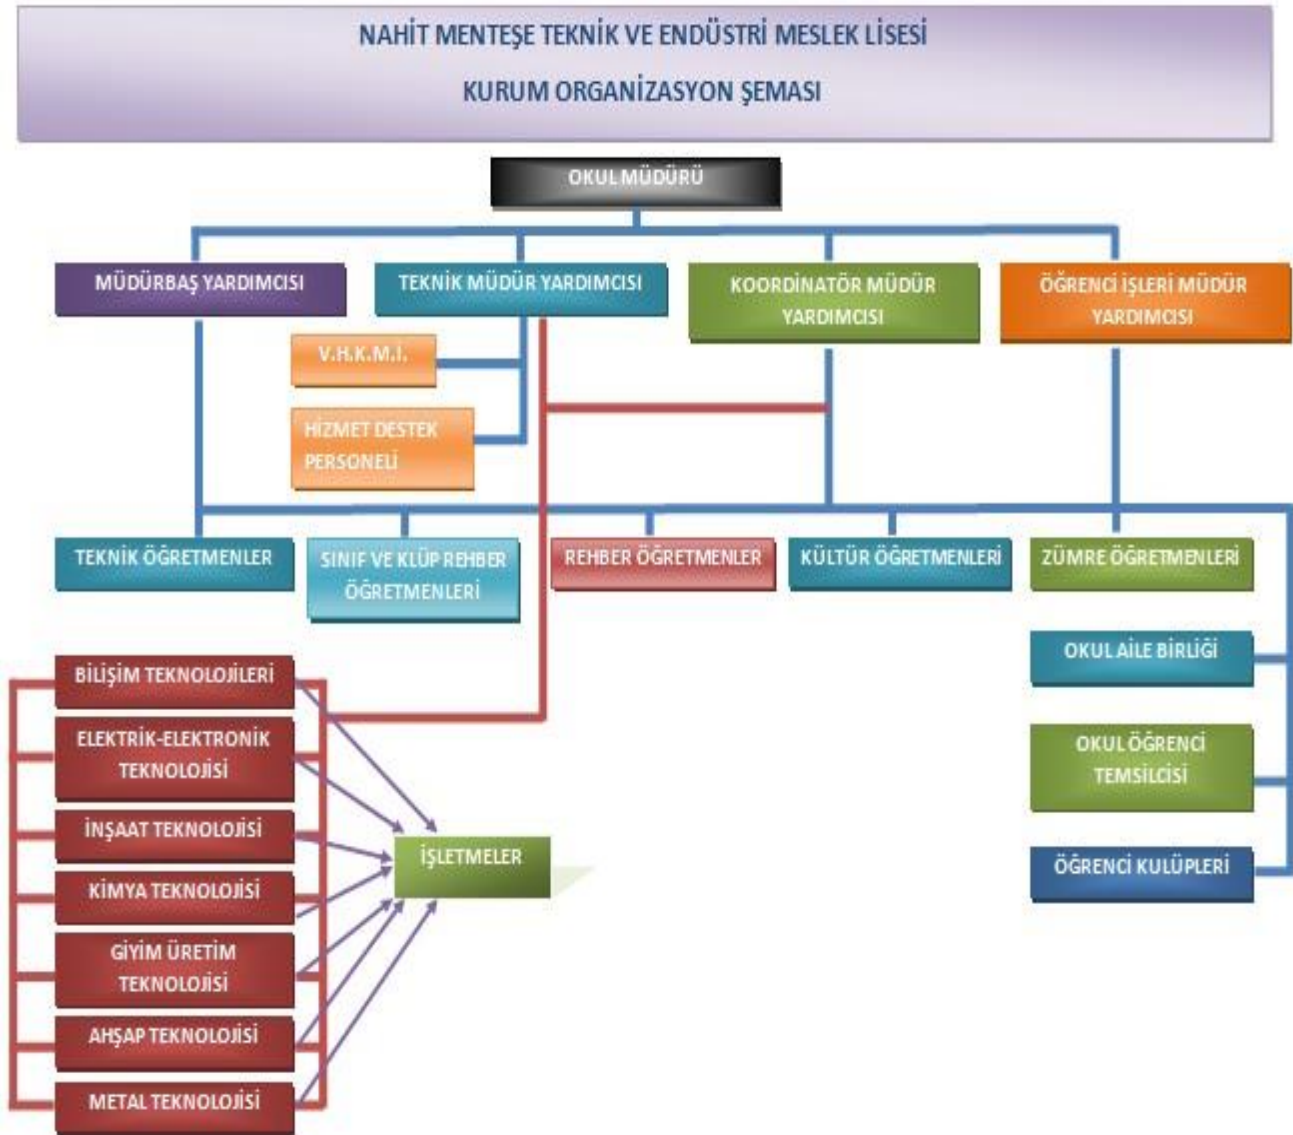 NAHİT MENTEŞE TEKNİK VE ENDÜSTRİ MESLEK LİSESİ
KURUM ORGANİZASYON ŞEMASI
OKUL MÜDÜRÜ
MÜDÜRBAŞ YARDIMCISI
TEKNİK MÜDÜR YARDIMCISI
KOORDİNATÖR MÜDÜR
YARDIMCISI
ÖĞRENCİ İŞLERİ MÜDÜR
YARDIMCISI
V.H.K.M.İ.
HİZMET DESTEK
PERSONELİ
TEKNİK ÖĞRETMENLER
SINIF VE KLÜP REHBER
ÖĞRETMENLERİ
REHBER ÖĞRETMENLER
KÜLTÜR ÖĞRETMENLERİ
ZÜMRE ÖĞRETMENLERİ
OKUL AİLE BİRLİĞİ
OKUL ÖĞRENCİ
TEMSİLCİSİ
ÖĞRENCİ KULÜPLERİ
BİLİŞİM TEKNOLOJİLERİ
ELEKTRİK-ELEKTRONİK
TEKNOLOJİSİ
İNŞAAT TEKNOLOJİSİ
KİMYA TEKNOLOJİSİ
GİYİM ÜRETİM
TEKNOLOJİSİ
AHŞAP TEKNOLOJİSİ
METAL TEKNOLOJİSİ
İŞLETMELER